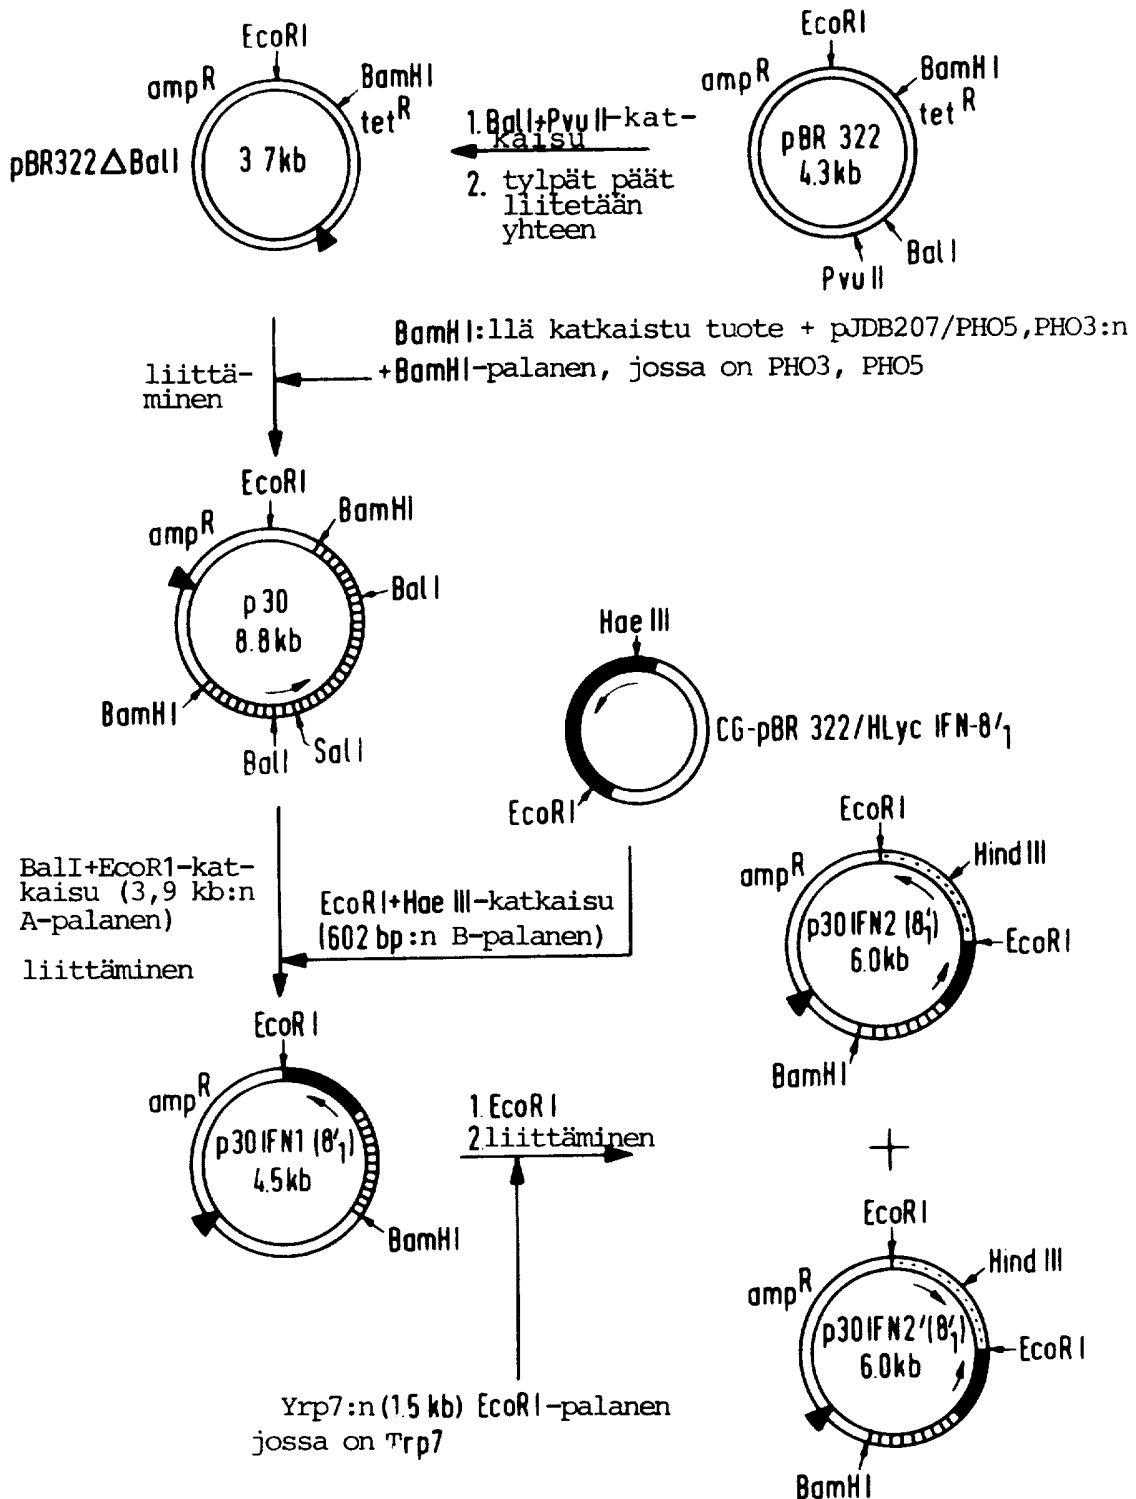 EcoRI
ampR
BamHI
tetR
pBR322ΔBalI
3 7kb
1. BalI+PvuII-kat-
kaisu
2. tylpät päät
liitetään
yhteen
EcoRI
ampR
BamHI
tetR
pBR 322
4.3kb
BalI
PvuII
BamHI:llä katkaistu tuote + pJDB207/PHO5,PHO3:n
+BamHI-palanen, jossa on PHO3, PHO5
liittä-
minen
EcoRI
ampR
BamHI
BalI
p30
8.8kb
BamHI
BalI
SalI
Hae III
CG-pBR 322/HLyc IFN-8'1
EcoRI
BalI+EcoR1-kat-
kaisu (3,9 kb:n
A-palanen)
liittäminen
EcoRI+Hae III-katkaisu
(602 bp:n B-palanen)
EcoRI
ampR
Hind III
p30IFN2 (8'1)
6.0kb
EcoRI
BamHI
EcoRI
ampR
p30IFN1 (8'1)
4.5kb
BamHI
1. EcoRI
2. liittäminen
+
Yrp7:n (1.5 kb) EcoRI-palanen
jossa on Trp7
EcoRI
ampR
Hind III
p30IFN2'(8'1)
6.0kb
EcoRI
BamHI